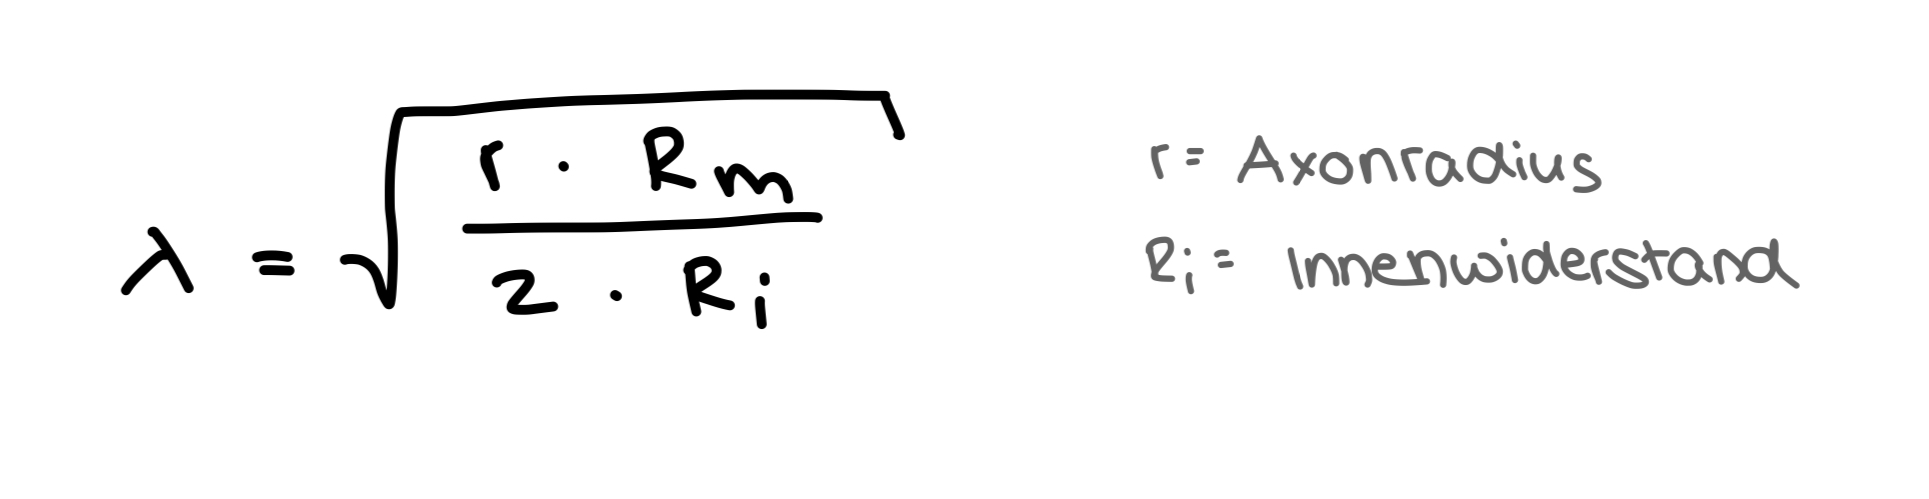 λ = √(r · Rₘ / 2 · Rᵢ)
r = Axonradius
Rᵢ = Innenwiderstand